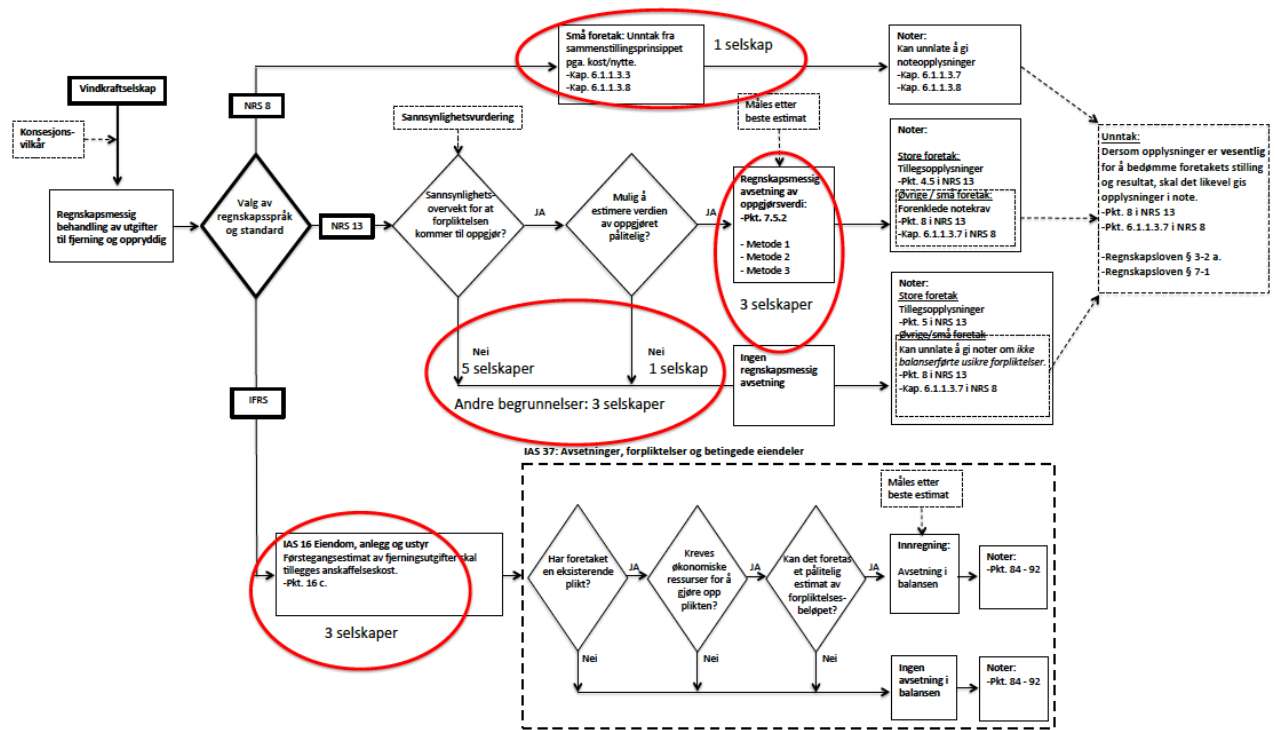 Vindkraftselskap
Konsesjons-
vilkår
Regnskapsmessig
behandling av utgifter
til fjerning og oppryddig
Valg av
regnskapsspråk
og standard
NRS 8
Små foretak: Unntak fra
sammenstillingsprinsippet
pga. kost/nytte.
-Kap. 6.1.1.3.3
-Kap. 6.1.1.3.8
1 selskap
Noter:
Kan unnlate å gi
noteopplysninger
-Kap. 6.1.1.3.7
-Kap. 6.1.1.3.8
NRS 13
Sannsynlighetsvurdering
Sannsynlighets-
overvekt for at
forpliktelsen
kommer til oppgjør?
JA
Mulig å
estimere verdien
av oppgjøret
pålitelig?
JA
Måles etter
beste estimat
Regnskapsmessig
avsetning av
oppgjørsverdi:
-Pkt. 7.5.2
- Metode 1
- Metode 2
- Metode 3
3 selskaper
Noter:
Store foretak:
Tillegsopplysninger
-Pkt. 4.5 i NRS 13
Øvrige / små foretak:
Forenklede notekrav
-Pkt. 8 i NRS 13
-Kap. 6.1.1.3.7 i NRS 8
Unntak:
Dersom opplysninger er vesentlig
for å bedømme foretakets stilling
og resultat, skal det likevel gis
opplysninger i note.
-Pkt. 8 i NRS 13
-Pkt. 6.1.1.3.7 i NRS 8
-Regnskapsloven § 3-2 a.
-Regnskapsloven § 7-1
Nei
5 selskaper
Nei
1 selskap
Andre begrunnelser: 3 selskaper
Ingen
regnskapsmessig
avsetning
Noter:
Store foretak
Tillegsopplysninger
-Pkt. 5 i NRS 13
Øvrige/små foretak
Kan unnlate å gi noter om ikke
balanserførte usikre forpliktelser.
-Pkt. 8 i NRS 13
-Kap. 6.1.1.3.7 i NRS 8
IFRS
IAS 16 Eiendom, anlegg og ustyr
Førstegangsestimat av fjerningsutgifter skal
tillegges anskaffelseskost.
-Pkt. 16 c.
3 selskaper
IAS 37: Avsetninger, forpliktelser og betingede eiendeler
Har foretaket
en eksisterende
plikt?
JA
Kreves
økonomiske
ressurser for å
gjøre opp
plikten?
JA
Kan det foretas
et pålitelig
estimat av
forpliktelses-
beløpet?
JA
Måles etter
beste estimat
Innregning:
Avsetning i
balansen
Noter:
-Pkt. 84 - 92
Nei
Nei
Nei
Ingen
avsetning i
balansen
Noter:
-Pkt. 84 - 92